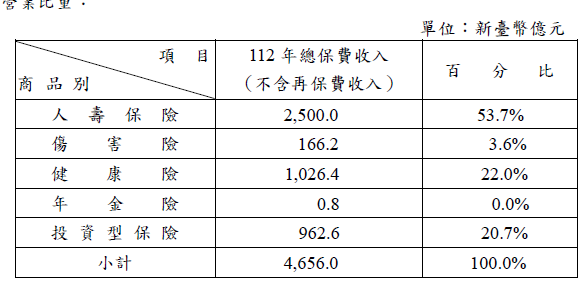 營業比重：
單位：新臺幣億元
項目
商品別
112 年總保費收入
（不含再保費收入）
百分比
人壽保險 2,500.0 53.7%
傷害險 166.2 3.6%
健康險 1,026.4 22.0%
年金險 0.8 0.0%
投資型保險 962.6 20.7%
小計 4,656.0 100.0%